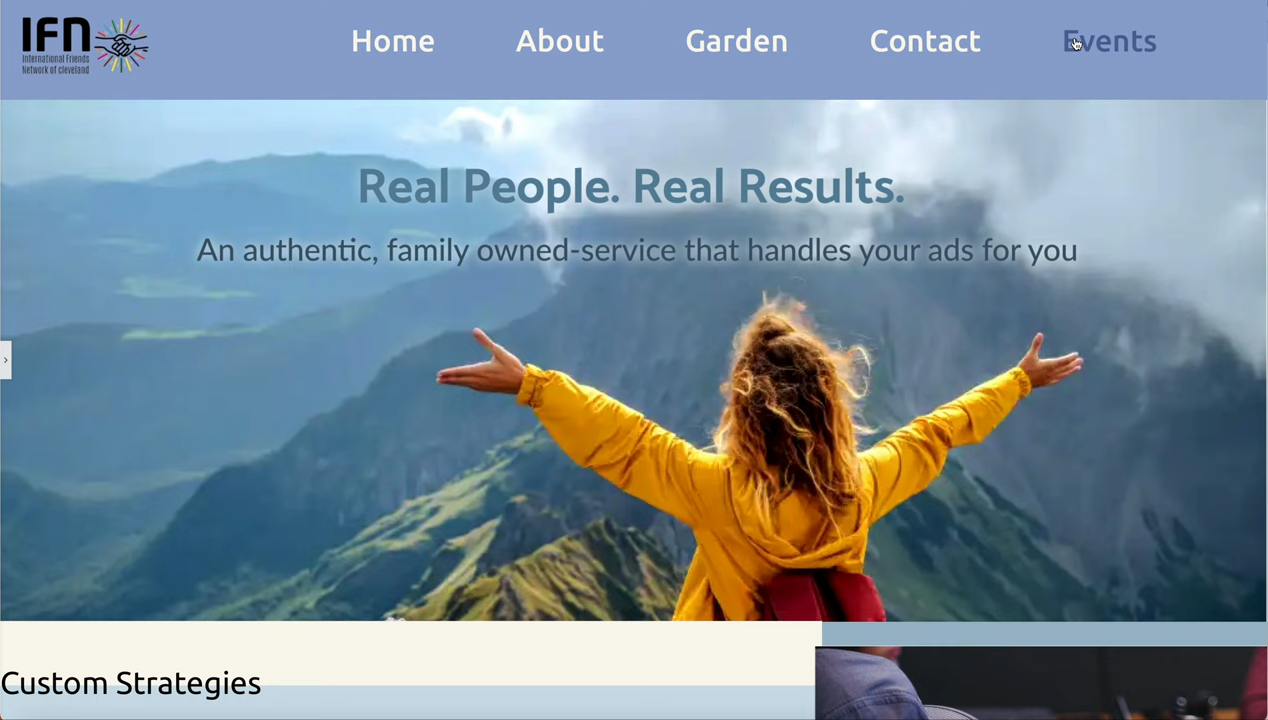 IFN
International Friends
Network of Cleveland
Home
About
Garden
Contact
Events
Real People. Real Results.
An authentic, family owned-service that handles your ads for you
Custom Strategies